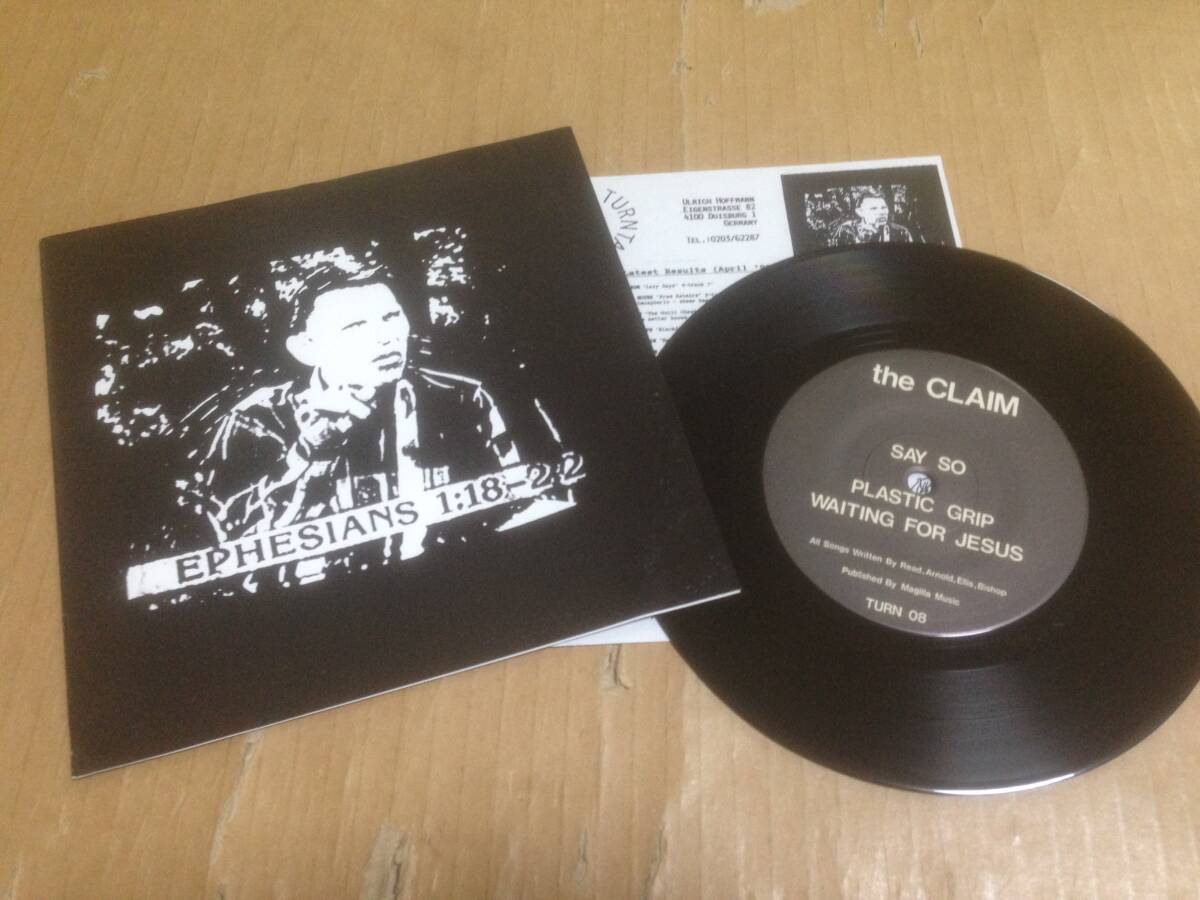 EPHESIANS 1:18-22
ULRICH HOFFMANN
EIGENSTRASSE 82
4100 DUISBURG 1
GERMANY
TEL.:0203/62287
Latest Results (April
the CLAIM
SAY SO
PLASTIC GRIP
WAITING FOR JESUS
All Songs Written By Read,Arnold,Ellis,Bishop
Published By Magilla Music
TURN 08